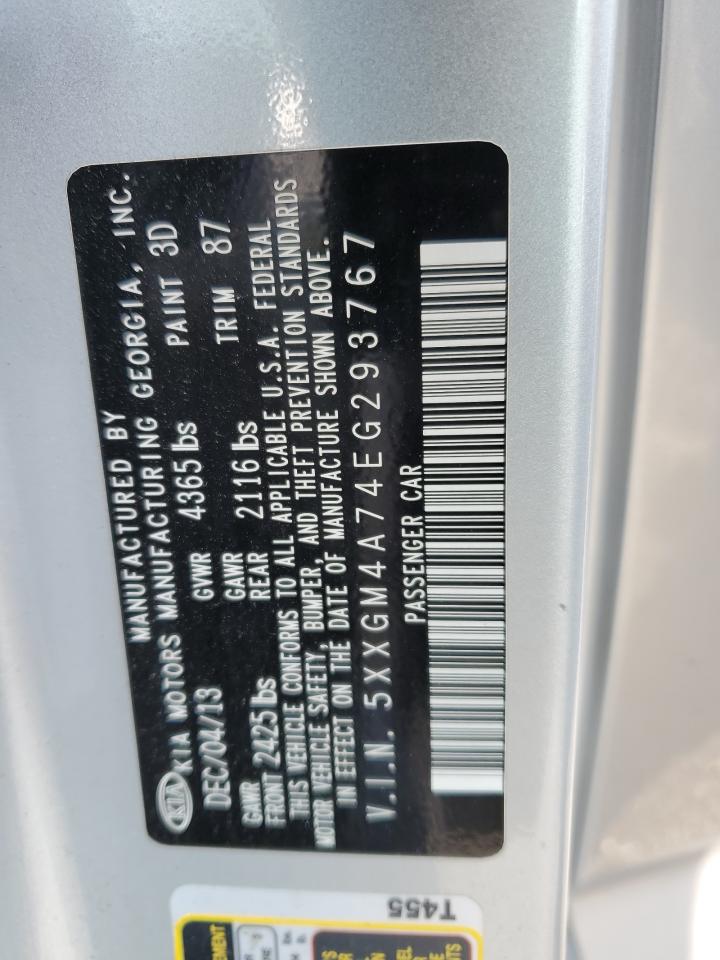 MANUFACTURED BY
KIA KIA MOTORS MANUFACTURING GEORGIA, INC.
DEC/04/13 GVWR 4365 lbs PAINT 3D
GAWR FRONT 2425 lbs GAWR REAR 2116 lbs TRIM 87
THIS VEHICLE CONFORMS TO ALL APPLICABLE U.S.A. FEDERAL
MOTOR VEHICLE SAFETY, BUMPER, AND THEFT PREVENTION STANDARDS
IN EFFECT ON THE DATE OF MANUFACTURE SHOWN ABOVE.
V.I.N. 5XXGM4A74EG293767
PASSENGER CAR
T455